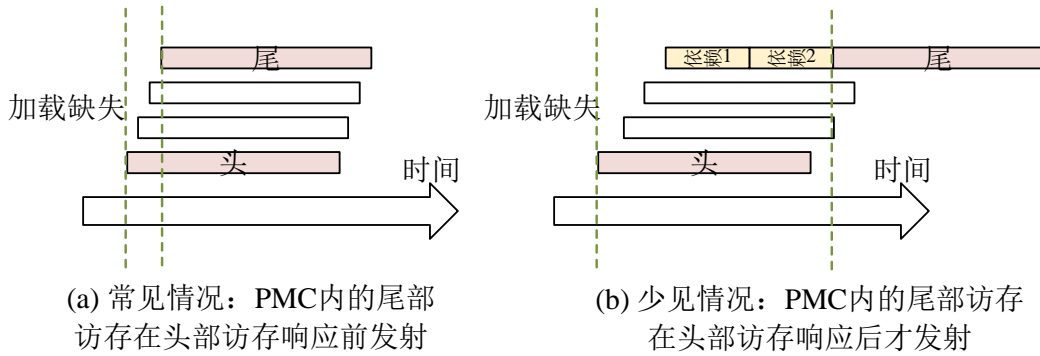 尾
加载缺失
头
时间
(a) 常见情况：PMC内的尾部
访存在头部访存响应前发射
依赖1
依赖2
尾
加载缺失
头
时间
(b) 少见情况：PMC内的尾部访存
在头部访存响应后才发射